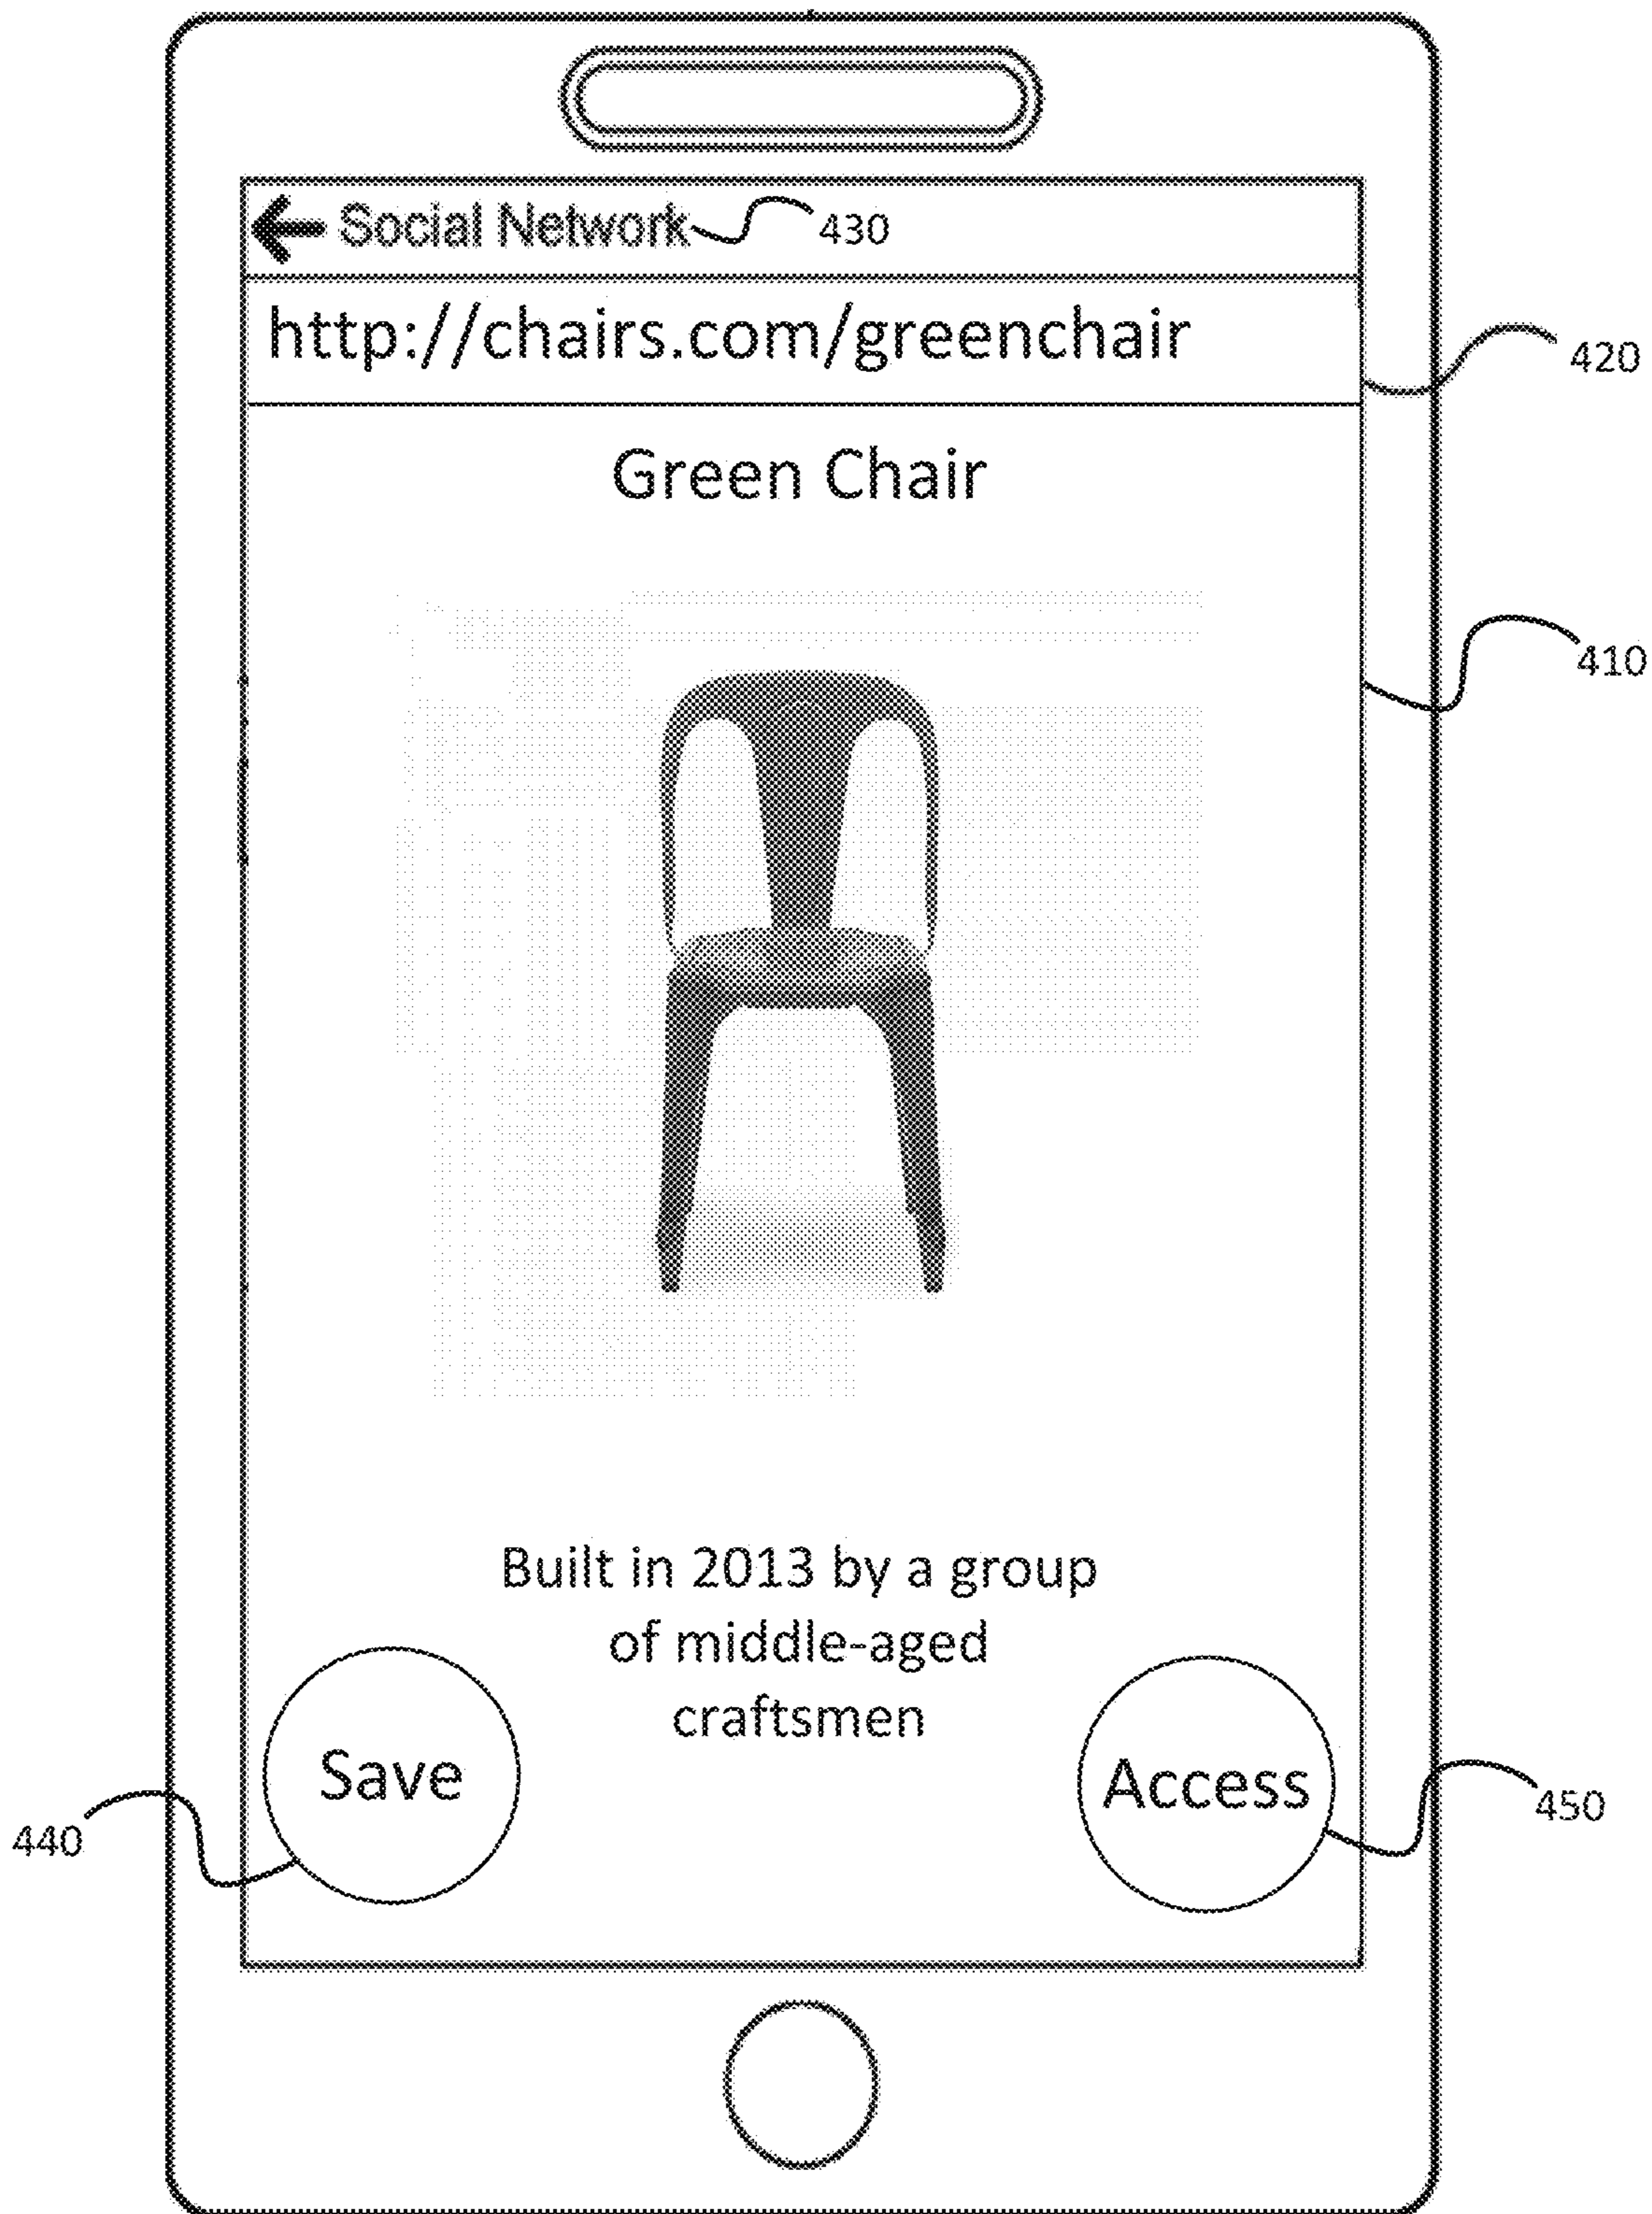 Social Network 430
http://chairs.com/greenchair
420
Green Chair
410
Built in 2013 by a group
of middle-aged
craftsmen
Save
Access
440
450